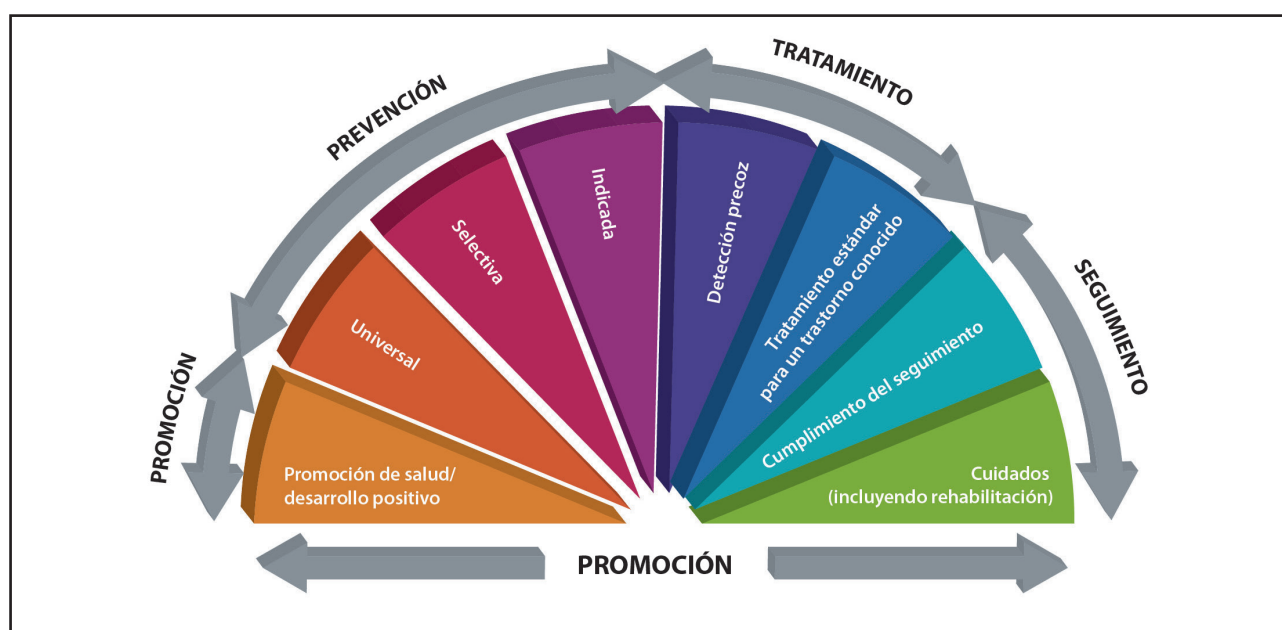 PROMOCIÓN
PREVENCIÓN
TRATAMIENTO
SEGUIMIENTO
Promoción de salud/
desarrollo positivo
Universal
Selectiva
Indicada
Detección precoz
Tratamiento estándar
para un trastorno conocido
Cumplimiento del seguimiento
Cuidados
(incluyendo rehabilitación)
PROMOCIÓN